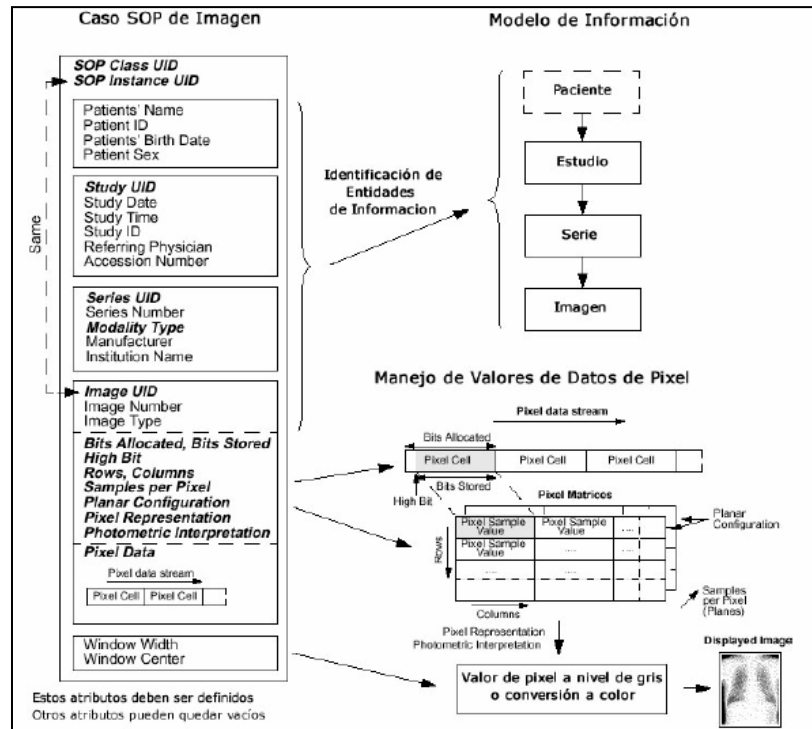 Caso SOP de Imagen
SOP Class UID
SOP Instance UID
Patients' Name
Patient ID
Patients' Birth Date
Patient Sex
Study UID
Study Date
Study Time
Study ID
Referring Physician
Accession Number
Series UID
Series Number
Modality Type
Manufacturer
Institution Name
Image UID
Image Number
Image Type
Bits Allocated, Bits Stored
High Bit
Rows, Columns
Samples per Pixel
Planar Configuration
Pixel Representation
Photometric Interpretation
Pixel Data
Pixel data stream
Pixel Cell Pixel Cell
Window Width
Window Center
Estos atributos deben ser definidos
Otros atributos pueden quedar vacíos
Same
Identificación de
Entidades
de Informacion
Modelo de Información
Paciente
Estudio
Serie
Imagen
Manejo de Valores de Datos de Pixel
Pixel data stream
Bits Allocated
Pixel Cell Pixel Cell Pixel Cell
Bits Stored
High Bit
Pixel Matrices
Pixel Sample Pixel Sample
Value Value ....
Pixel Sample
Value .... ....
.... .... ....
Rows
Columns
Planar
Configuration
Samples
per Pixel
(Planes)
Pixel Representation
Photometric Interpretation
Valor de pixel a nivel de gris
o conversión a color
Displayed Image